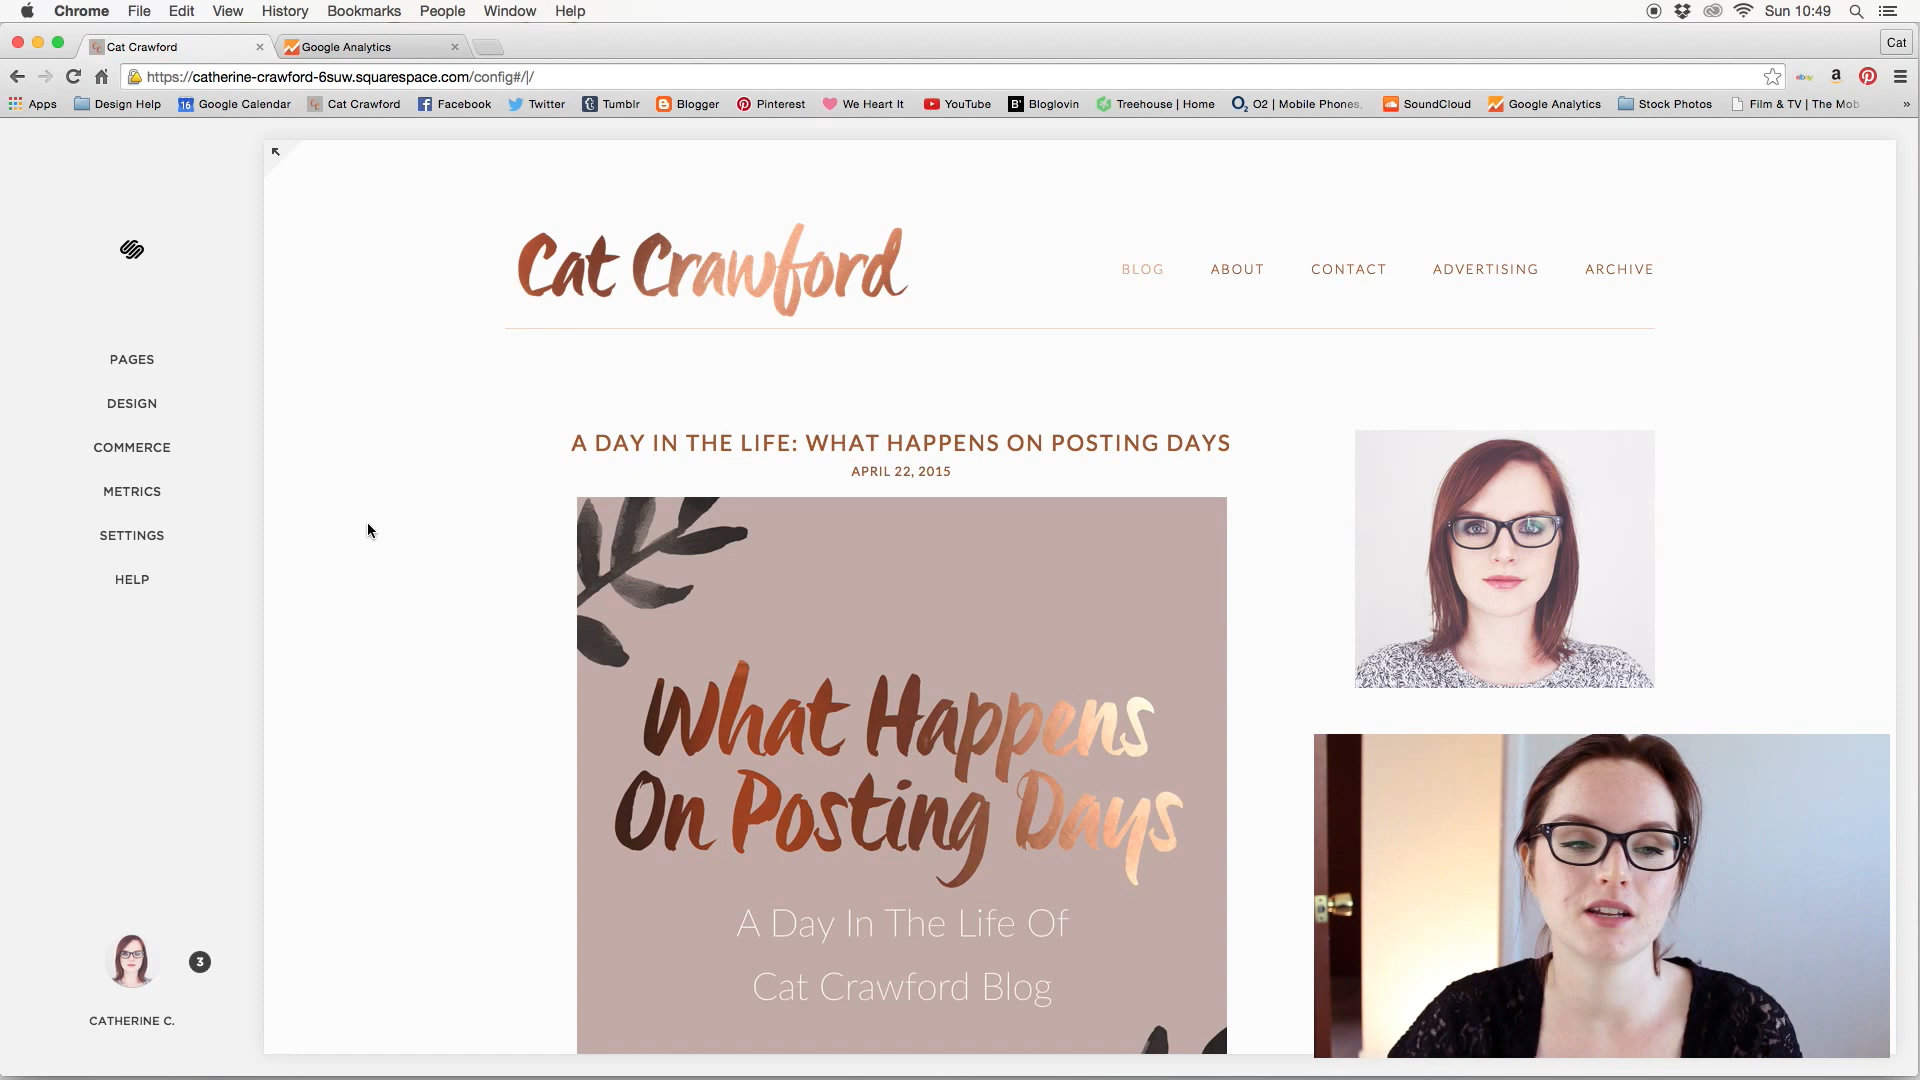 Chrome File Edit View History Bookmarks People Window Help Sun 10:49
Cat Crawford Google Analytics Cat
https://catherine-crawford-6suw.squarespace.com/config#/|/
Apps Design Help 16 Google Calendar Cat Crawford Facebook Twitter Tumblr Blogger Pinterest We Heart It YouTube Bloglovin Treehouse | Home O2 | Mobile Phones, SoundCloud Google Analytics Stock Photos Film & TV | The Mob »
Cat Crawford
BLOG ABOUT CONTACT ADVERTISING ARCHIVE
PAGES
DESIGN
COMMERCE
METRICS
SETTINGS
HELP
3
CATHERINE C.
A DAY IN THE LIFE: WHAT HAPPENS ON POSTING DAYS
APRIL 22, 2015
What Happens
On Posting Days
A Day In The Life Of
Cat Crawford Blog